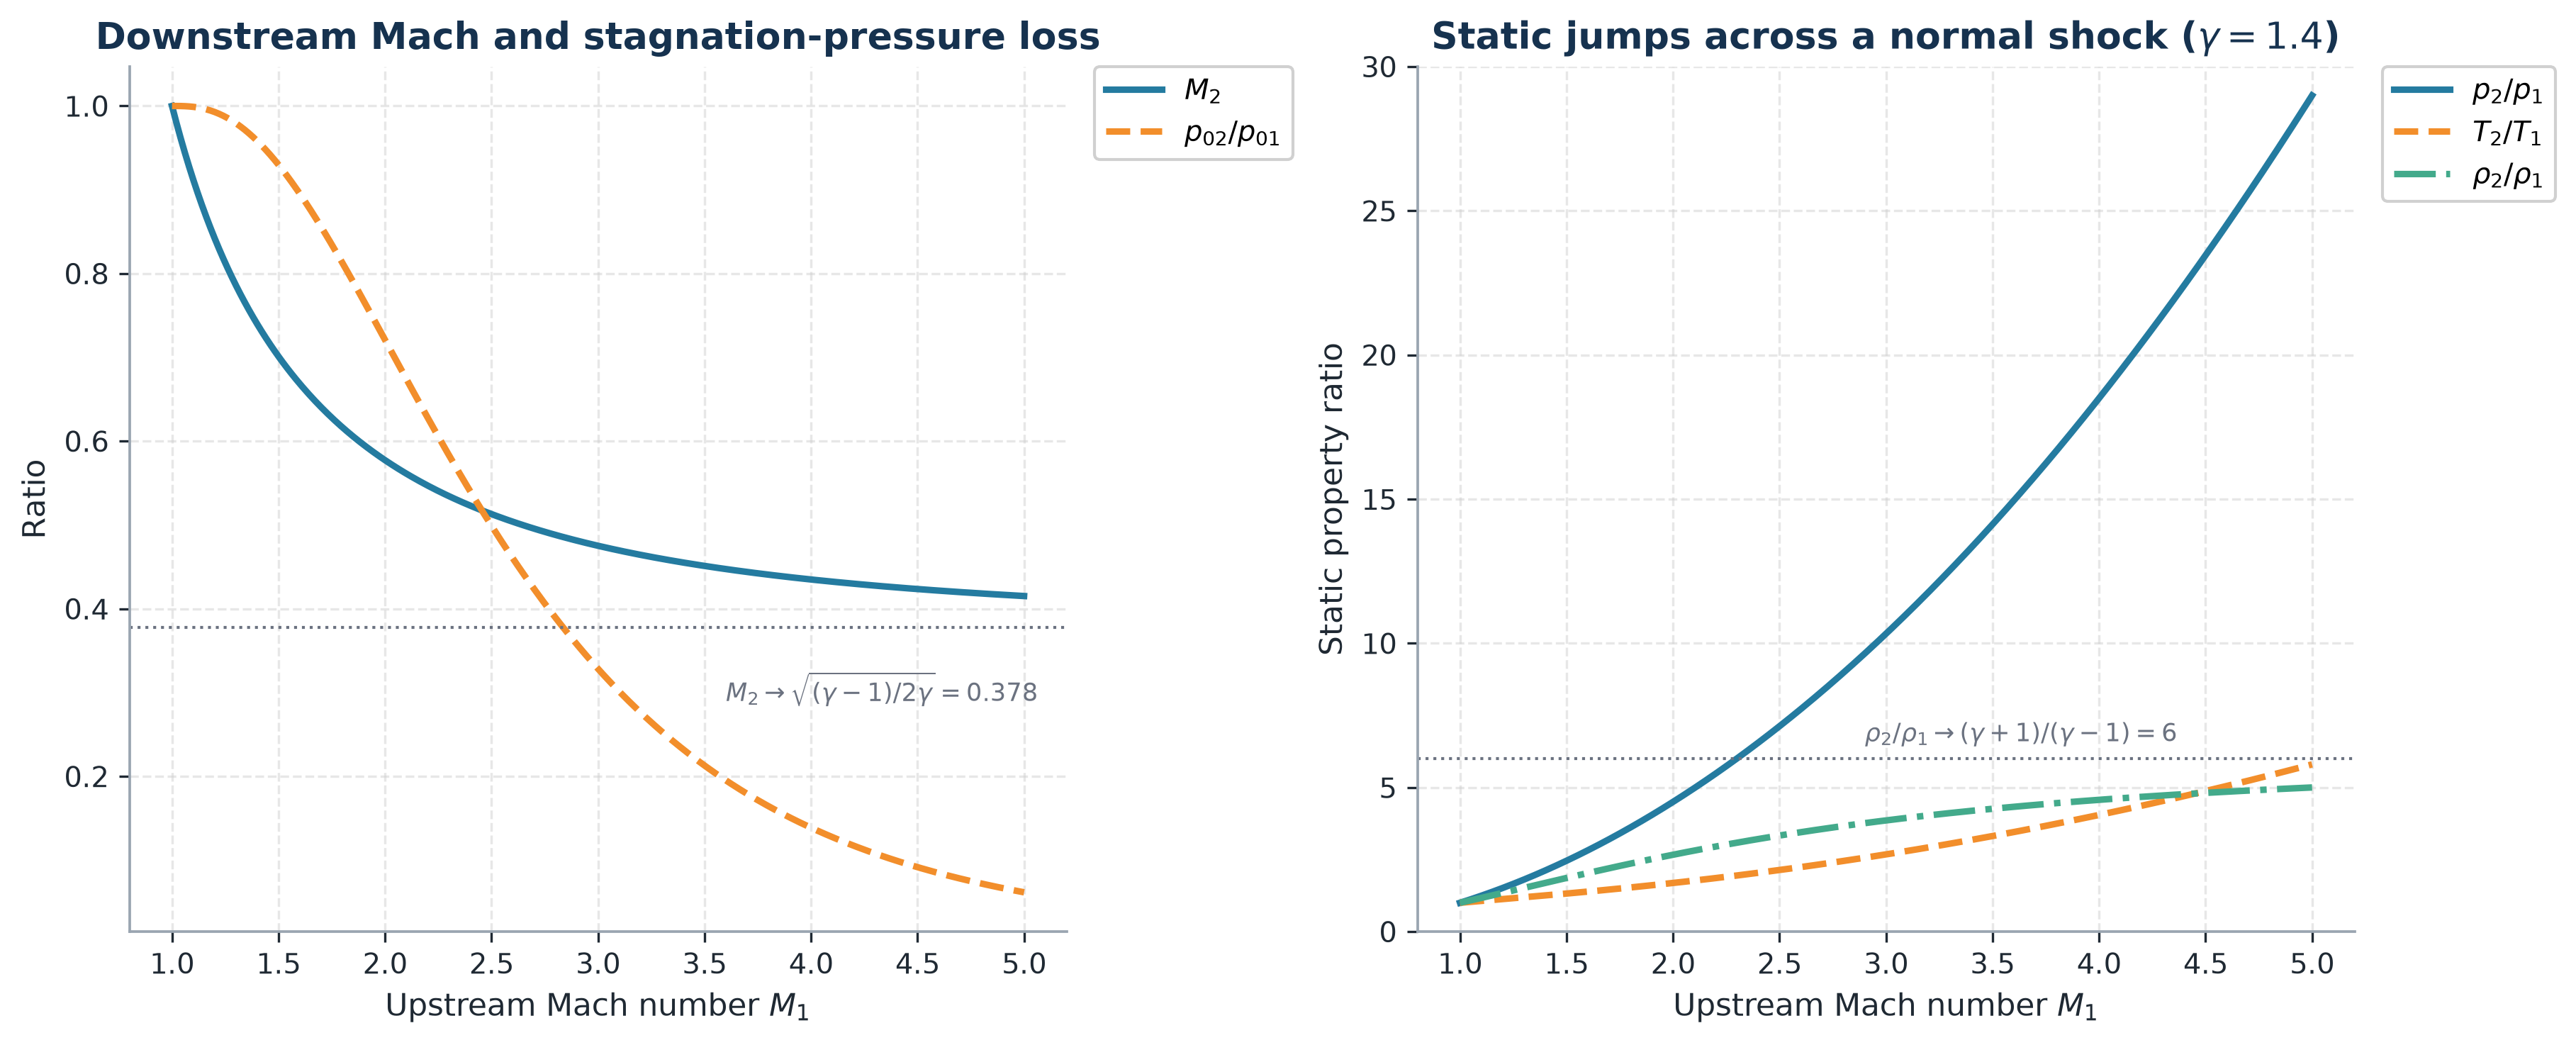 Downstream Mach and stagnation-pressure loss
1.0
0.8
0.6
0.4
0.2
Ratio
M₂
p₀₂/p₀₁
M₂ → √(γ − 1)/2γ = 0.378
1.0 1.5 2.0 2.5 3.0 3.5 4.0 4.5 5.0
Upstream Mach number M₁
Static jumps across a normal shock (γ = 1.4)
30
25
20
15
10
5
0
Static property ratio
p₂/p₁
T₂/T₁
ρ₂/ρ₁
ρ₂/ρ₁ → (γ + 1)/(γ − 1) = 6
1.0 1.5 2.0 2.5 3.0 3.5 4.0 4.5 5.0
Upstream Mach number M₁